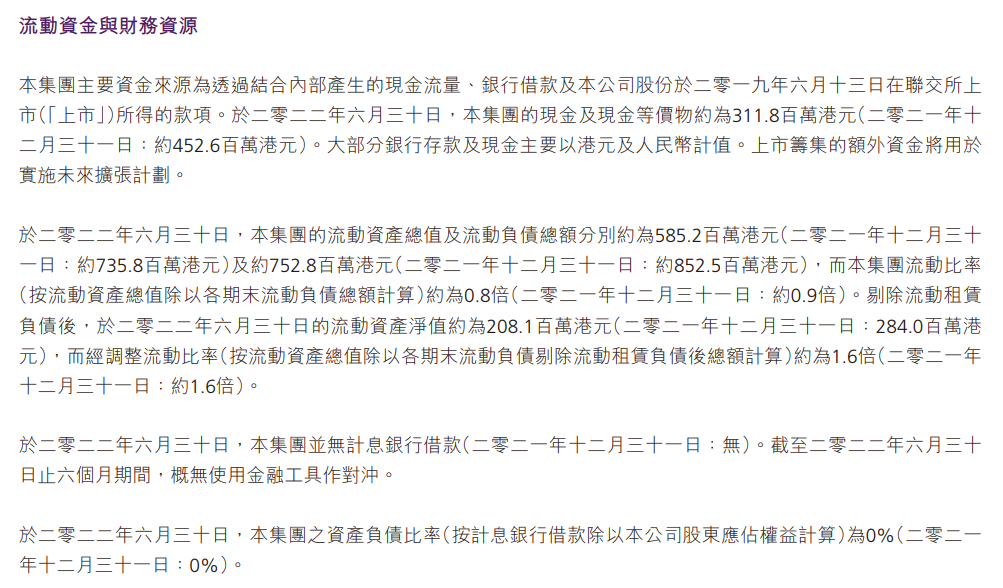 流動資金與財務資源
本集團主要資金來源為透過結合內部產生的現金流量、銀行借款及本公司股份於二零一九年六月十三日在聯交所上
市(「上市」)所得的款項。於二零二二年六月三十日，本集團的現金及現金等價物約為311.8百萬港元(二零二一年十
二月三十一日：約452.6百萬港元)。大部分銀行存款及現金主要以港元及人民幣計值。上市籌集的額外資金將用於
實施未來擴張計劃。
於二零二二年六月三十日，本集團的流動資產總值及流動負債總額分別約為585.2百萬港元(二零二一年十二月三十
一日：約735.8百萬港元)及約752.8百萬港元(二零二一年十二月三十一日：約852.5百萬港元)，而本集團流動比率
(按流動資產總值除以各期末流動負債總額計算)約為0.8倍(二零二一年十二月三十一日：約0.9倍)。剔除流動租賃
負債後，於二零二二年六月三十日的流動資產淨值約為208.1百萬港元(二零二一年十二月三十一日：284.0百萬港
元)，而經調整流動比率(按流動資產總值除以各期末流動負債剔除流動租賃負債後總額計算)約為1.6倍(二零二一年
十二月三十一日：約1.6倍)。
於二零二二年六月三十日，本集團並無計息銀行借款(二零二一年十二月三十一日：無)。截至二零二二年六月三十
日止六個月期間，概無使用金融工具作對沖。
於二零二二年六月三十日，本集團之資產負債比率(按計息銀行借款除以本公司股東應佔權益計算)為0%(二零二一
年十二月三十一日：0%)。